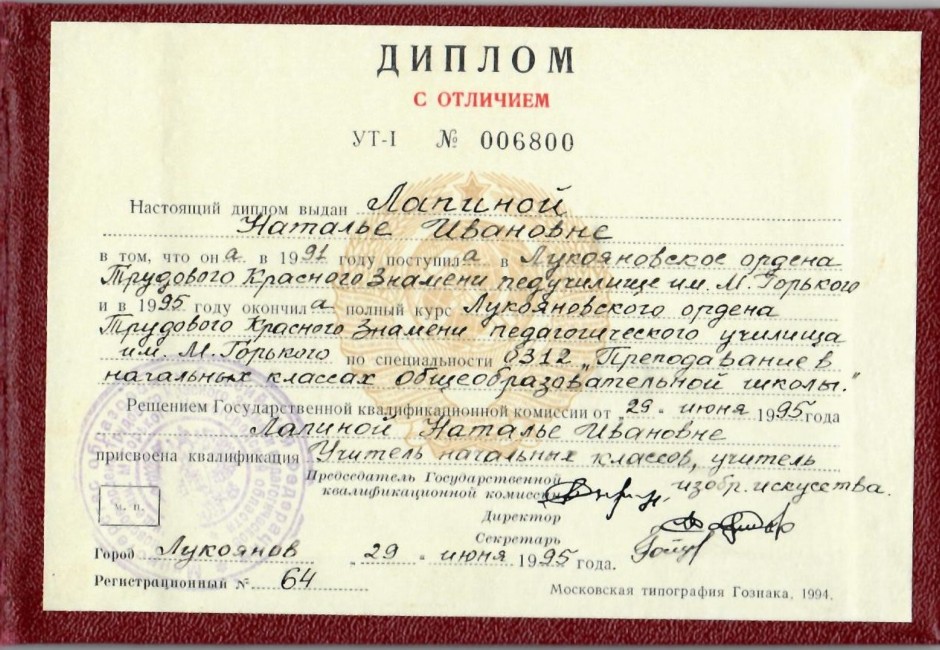 ДИПЛОМ
С ОТЛИЧИЕМ
УТ-I № 006800
Настоящий диплом выдан Лапиной
Наталье Ивановне
в том, что она в 1991 году поступила в Лукояновское ордена
Трудового Красного Знамени педучилище им. М. Горького
и в 1995 году окончила полный курс Лукояновского ордена
Трудового Красного Знамени педагогического училища
им. М. Горького по специальности 0312 „Преподавание в
начальных классах общеобразовательной школы."
Решением Государственной квалификационной комиссии от „29" июня 1995 года
Лапиной Наталье Ивановне
присвоена квалификация Учитель начальных классов, учитель
изобр. искусства.
Председатель Государственной
квалификационной комиссии
Директор
Секретарь
м. п.
Город Лукоянов „29" июня 1995 года.
Регистрационный № 64
Московская типография Гознака, 1994.